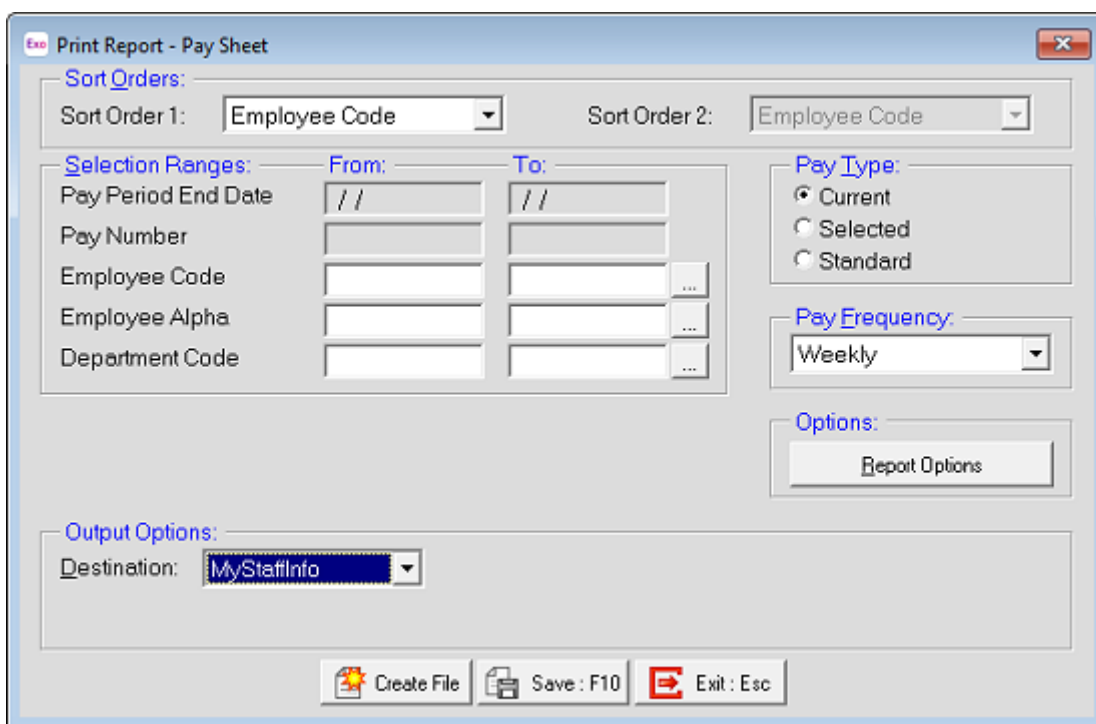 Exo Print Report - Pay Sheet
Sort Orders:
Sort Order 1: Employee Code Sort Order 2: Employee Code
Selection Ranges: From: To:
Pay Period End Date / / / /
Pay Number
Employee Code ...
Employee Alpha ...
Department Code ...
Pay Type:
Current
Selected
Standard
Pay Frequency:
Weekly
Options:
Report Options
Output Options:
Destination: MyStaffInfo
Create File Save : F10 Exit : Esc